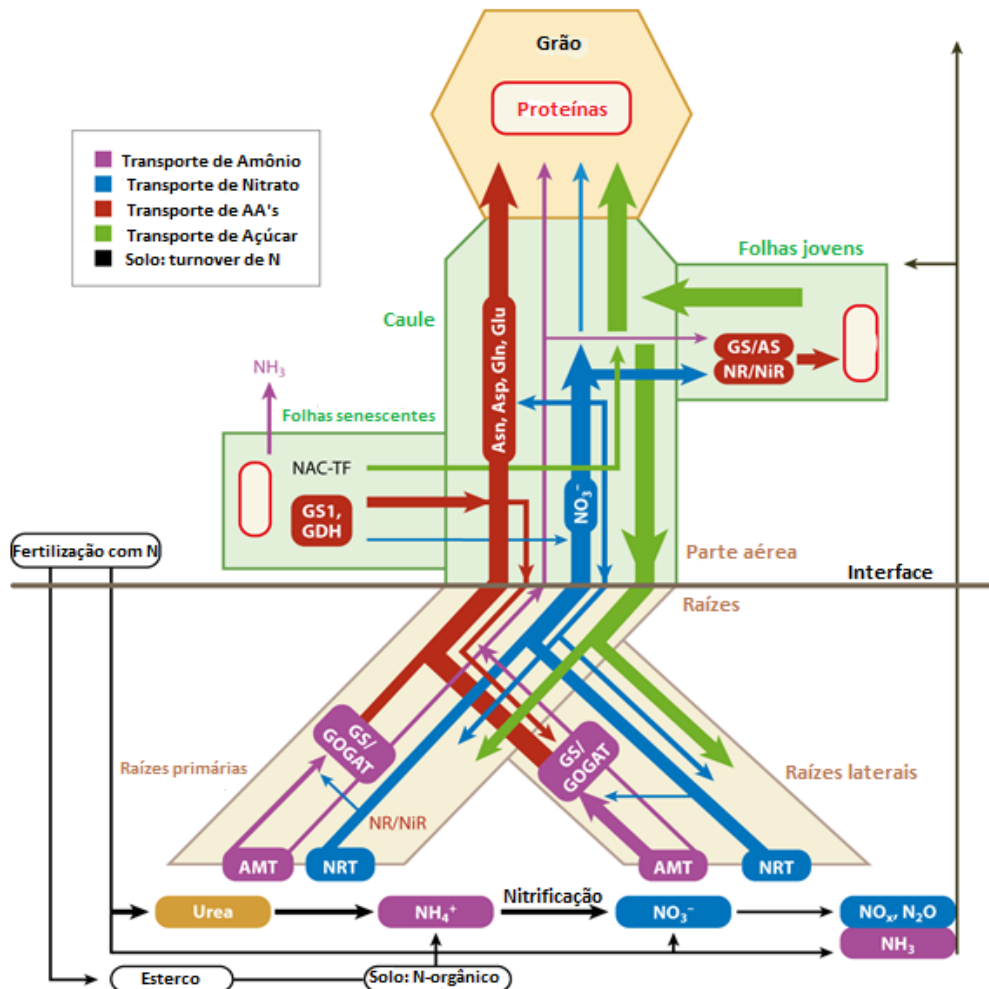 Grão
Proteínas
Transporte de Amônio
Transporte de Nitrato
Transporte de AA's
Transporte de Açúcar
Solo: turnover de N
Folhas jovens
Caule
Asn, Asp, Gln, Glu
GS/AS
NR/NiR
NH₃
Folhas senescentes
NAC-TF
GS1,
GDH
NO₃⁻
Fertilização com N
Parte aérea
Interface
Raízes
Raízes primárias
GS/
GOGAT
NR/NiR
GS/
GOGAT
Raízes laterais
AMT
NRT
AMT
NRT
Urea
NH₄⁺
Nitrificação
NO₃⁻
NOₓ, N₂O
NH₃
Esterco
Solo: N-orgânico